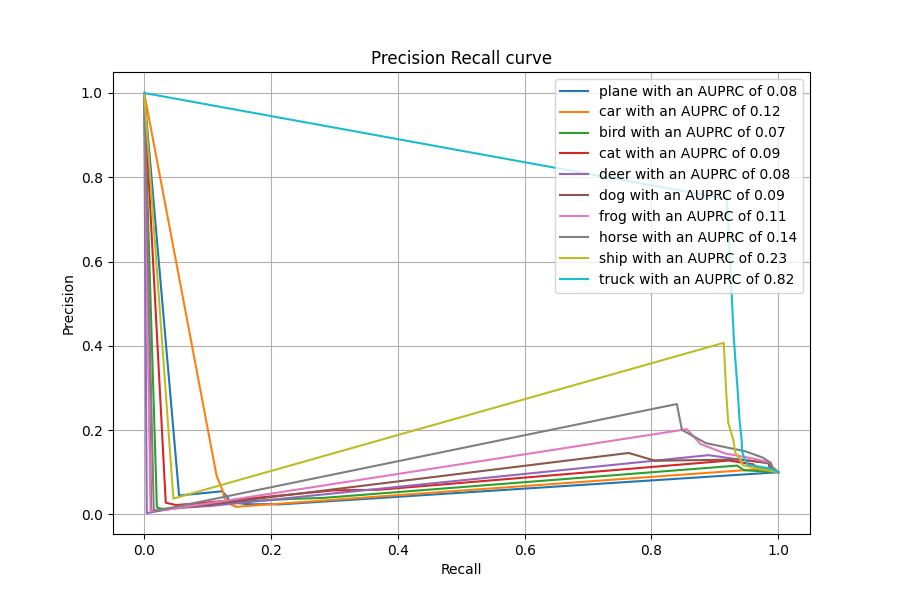 Precision Recall curve
plane with an AUPRC of 0.08
car with an AUPRC of 0.12
bird with an AUPRC of 0.07
cat with an AUPRC of 0.09
deer with an AUPRC of 0.08
dog with an AUPRC of 0.09
frog with an AUPRC of 0.11
horse with an AUPRC of 0.14
ship with an AUPRC of 0.23
truck with an AUPRC of 0.82
1.0
0.8
0.6
0.4
0.2
0.0
Precision
0.0 0.2 0.4 0.6 0.8 1.0
Recall